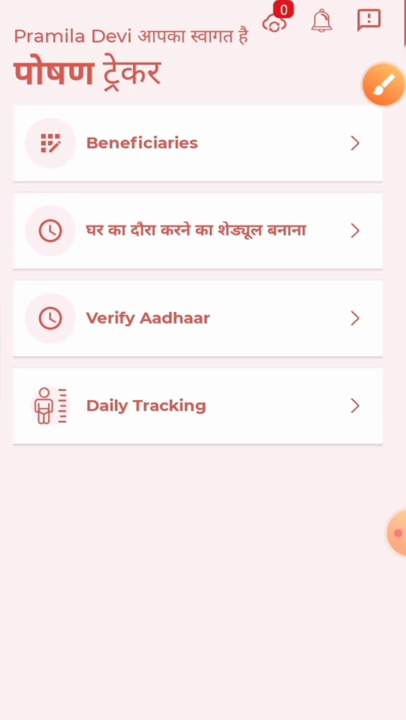 0
Pramila Devi आपका स्वागत है
पोषण ट्रेकर
Beneficiaries
घर का दौरा करने का शेड्यूल बनाना
Verify Aadhaar
Daily Tracking